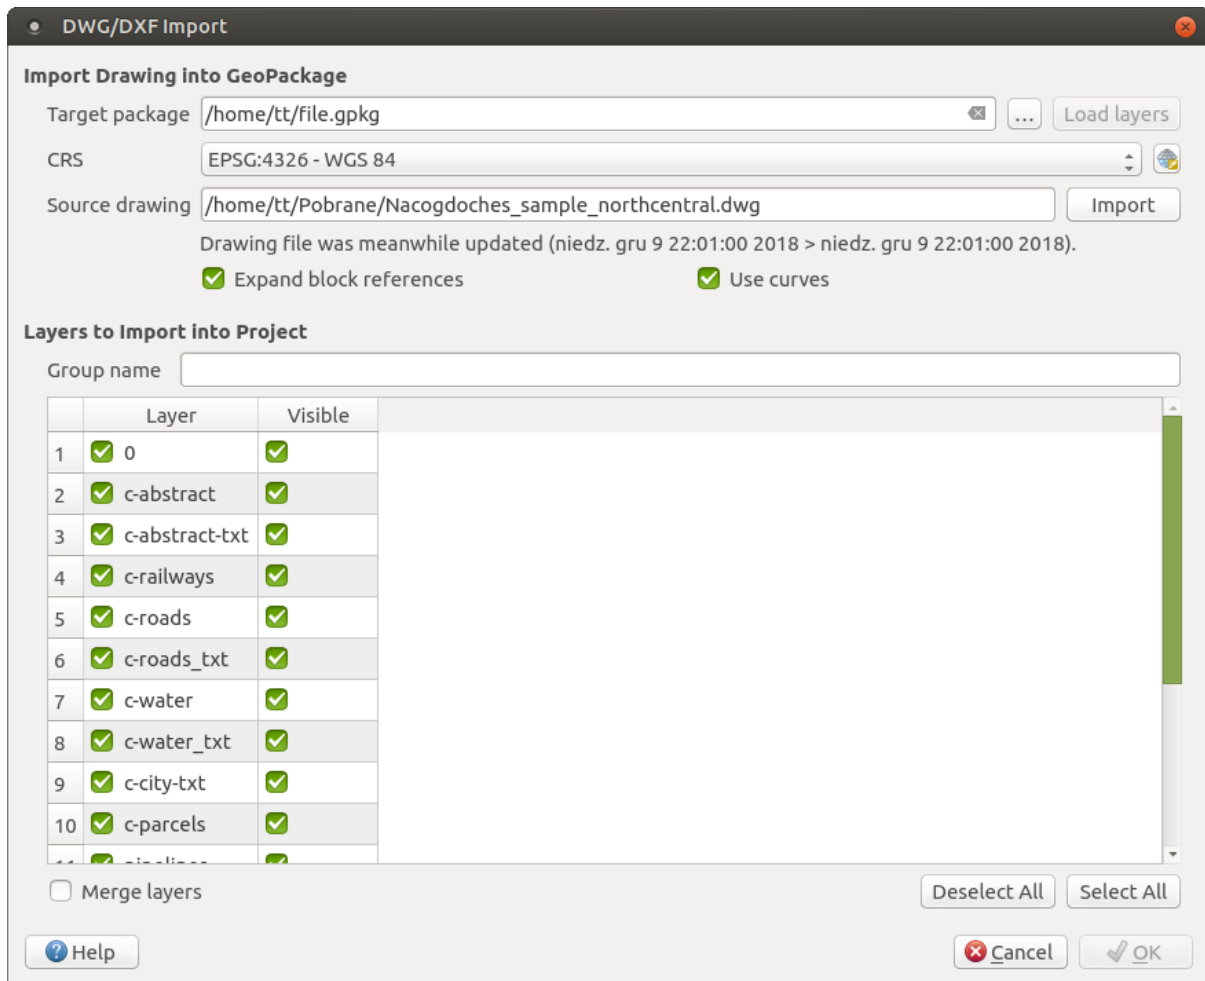 DWG/DXF Import
Import Drawing into GeoPackage
Target package /home/tt/file.gpkg ... Load layers
CRS EPSG:4326 - WGS 84
Source drawing /home/tt/Pobrane/Nacogdoches_sample_northcentral.dwg Import
Drawing file was meanwhile updated (niedz. gru 9 22:01:00 2018 > niedz. gru 9 22:01:00 2018).
Expand block references Use curves
Layers to Import into Project
Group name
Layer Visible
1 0
2 c-abstract
3 c-abstract-txt
4 c-railways
5 c-roads
6 c-roads_txt
7 c-water
8 c-water_txt
9 c-city-txt
10 c-parcels
Merge layers Deselect All Select All
Help Cancel OK